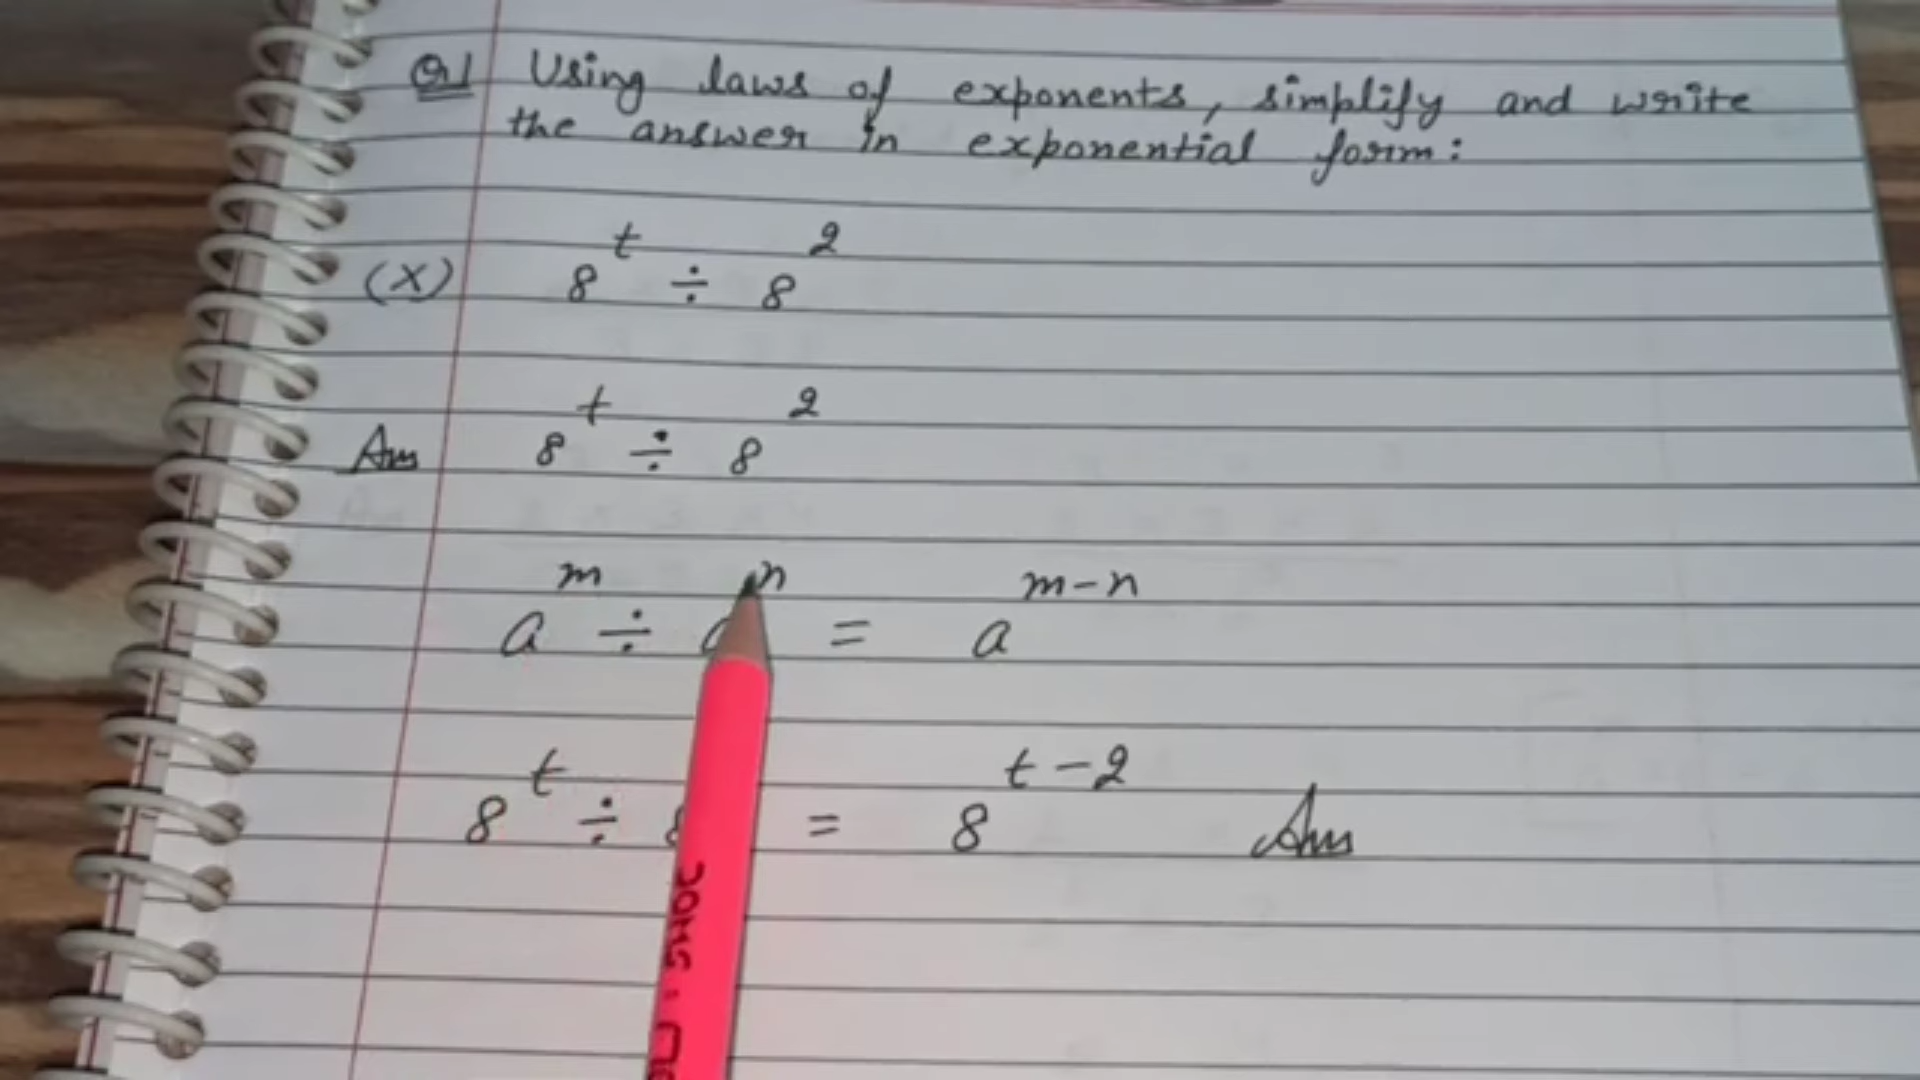 Q1 Using laws of exponents, simplify and write
the answer in exponential form:
(X) 8^t ÷ 8^2
Ans 8^t ÷ 8^2
a^m ÷ a^n = a^(m-n)
8^t ÷ 8 = 8^(t-2) Ans